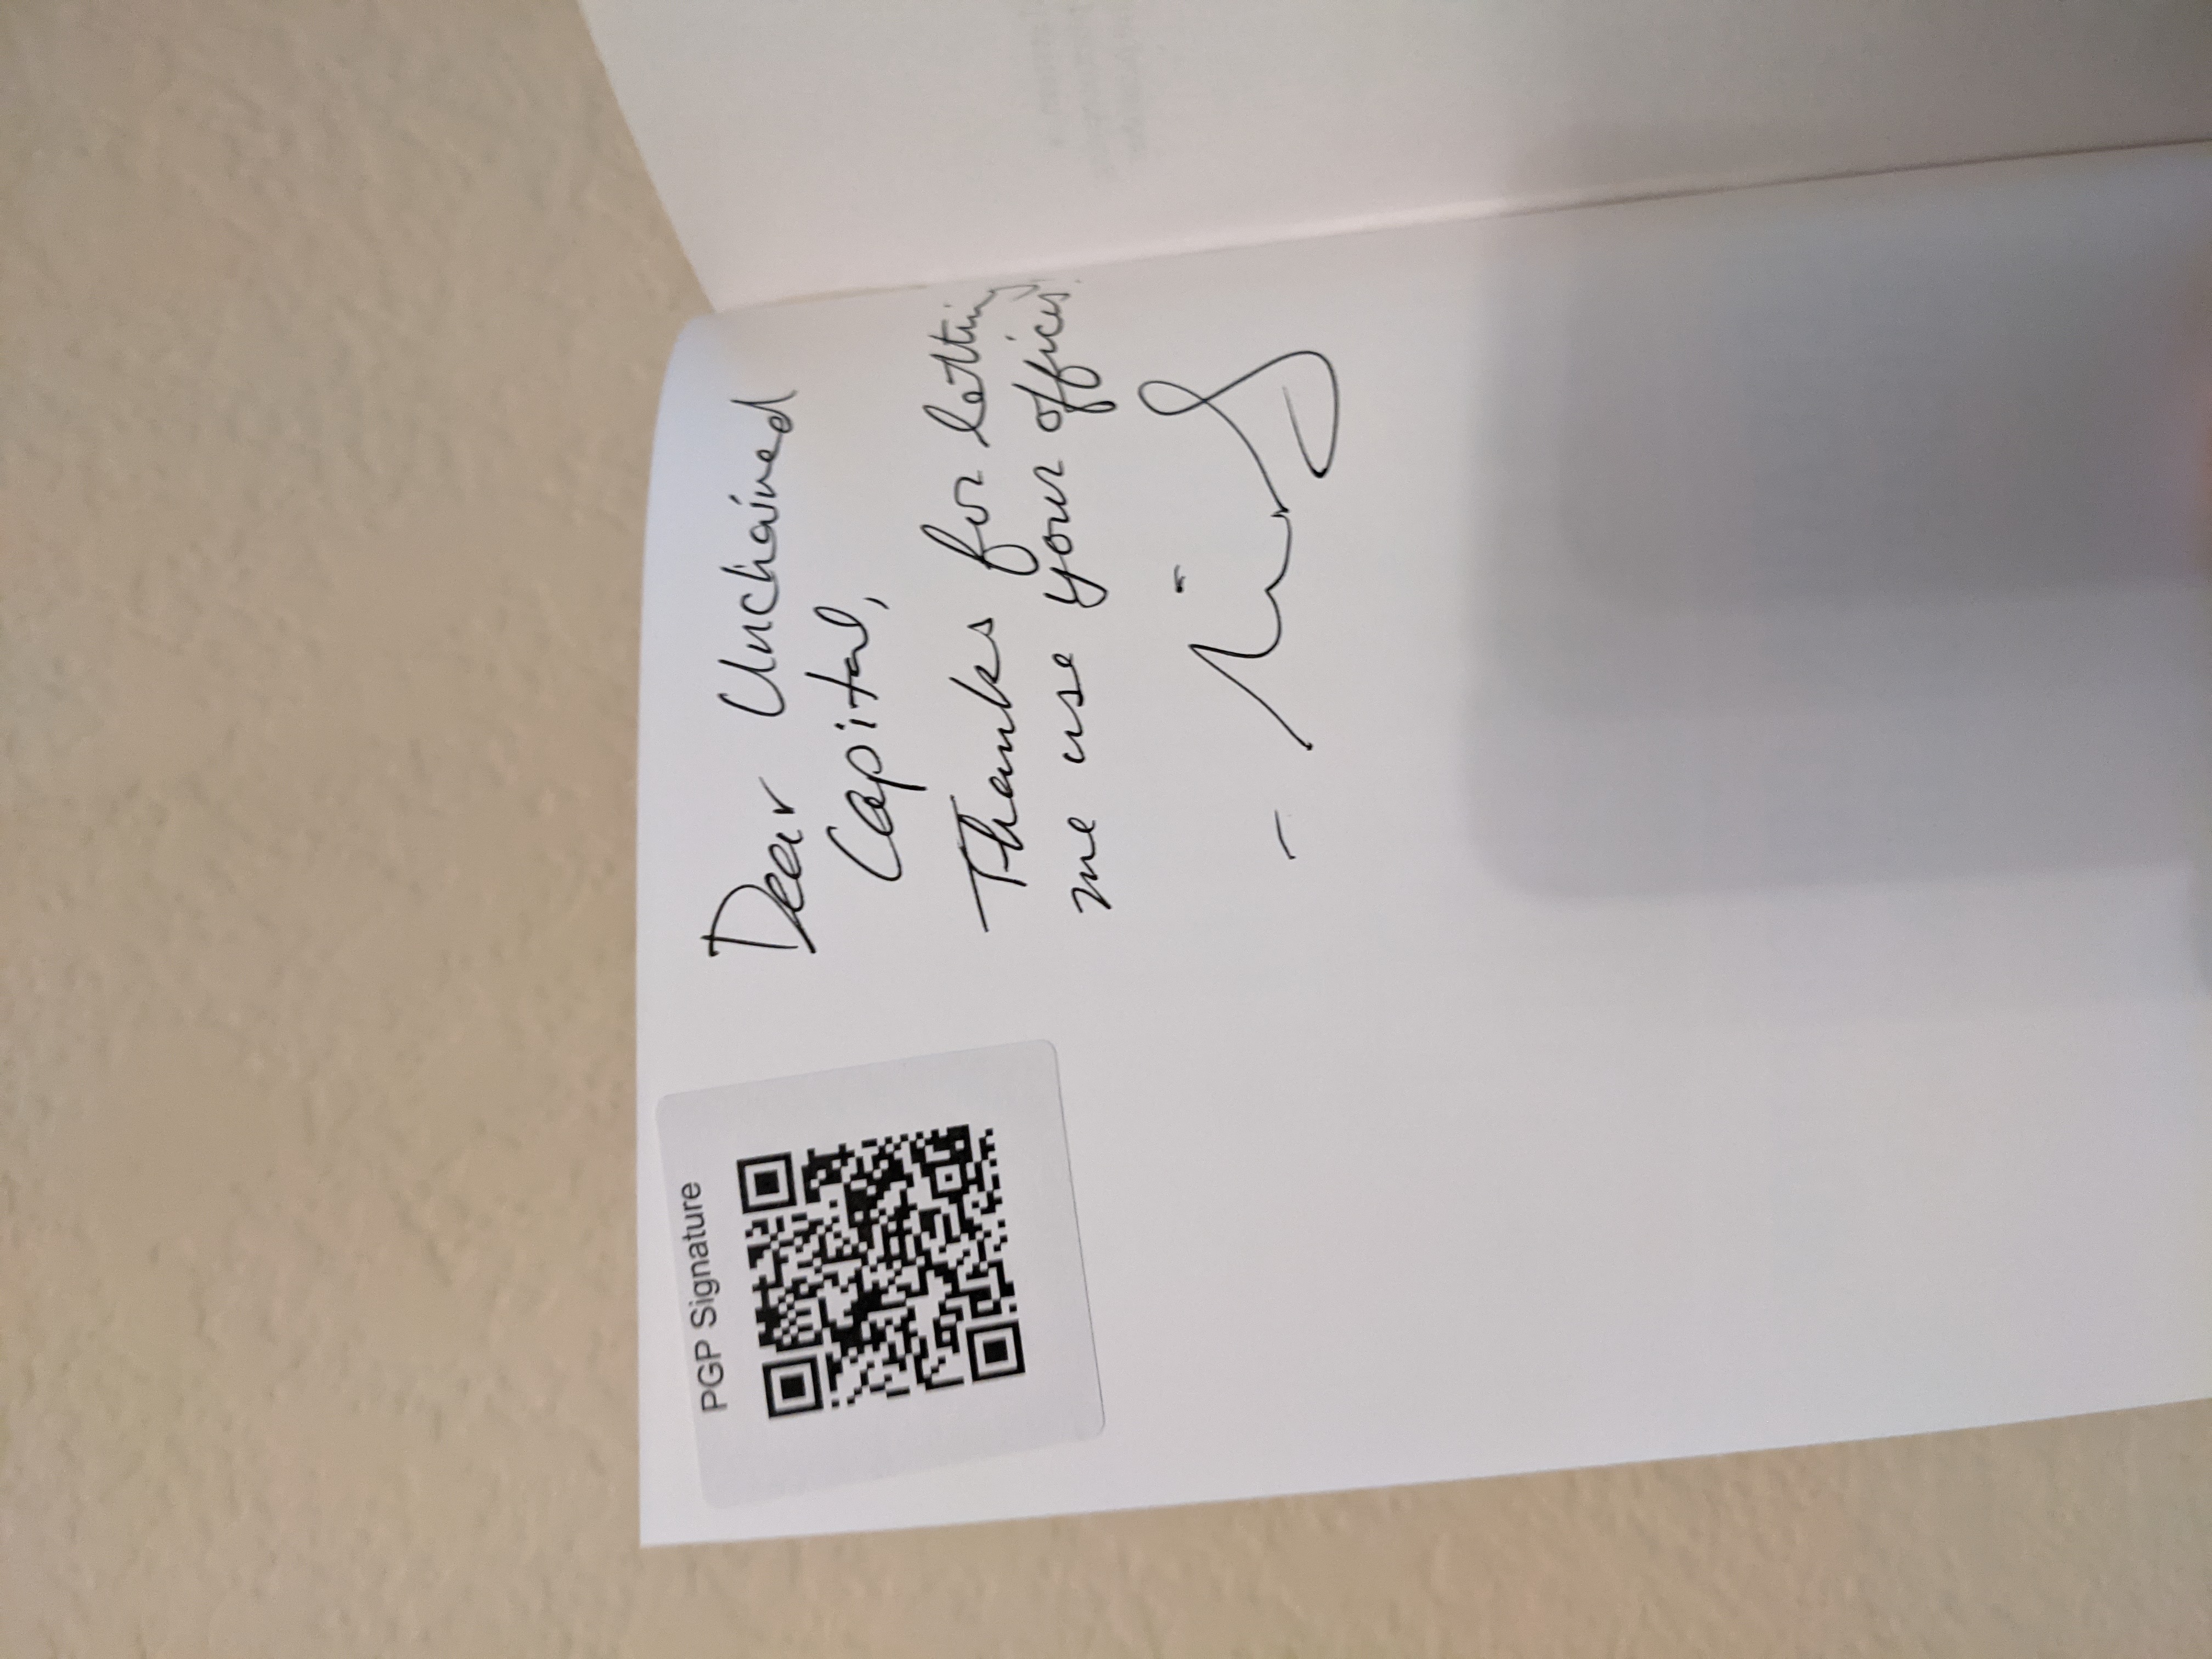 PGP Signature
Dear Unchained
Capital,
Thanks for letting
me use your offices!